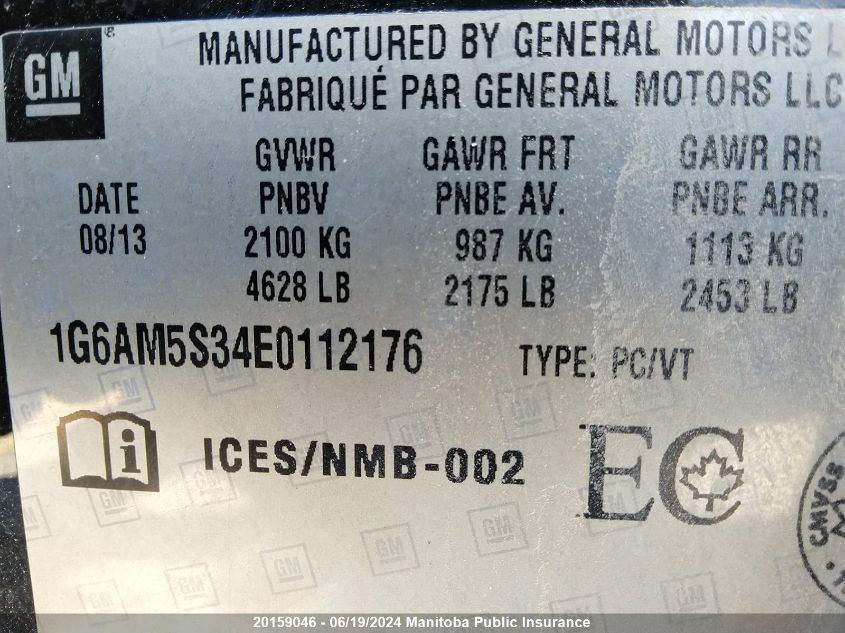 GM
MANUFACTURED BY GENERAL MOTORS L
FABRIQUÉ PAR GENERAL MOTORS LLC
GVWR GAWR FRT GAWR RR
DATE PNBV PNBE AV. PNBE ARR.
08/13 2100 KG 987 KG 1113 KG
4628 LB 2175 LB 2453 LB
1G6AM5S34E0112176 TYPE: PC/VT
i ICES/NMB-002 EC
CMVSS
20159046 - 06/19/2024 Manitoba Public Insurance